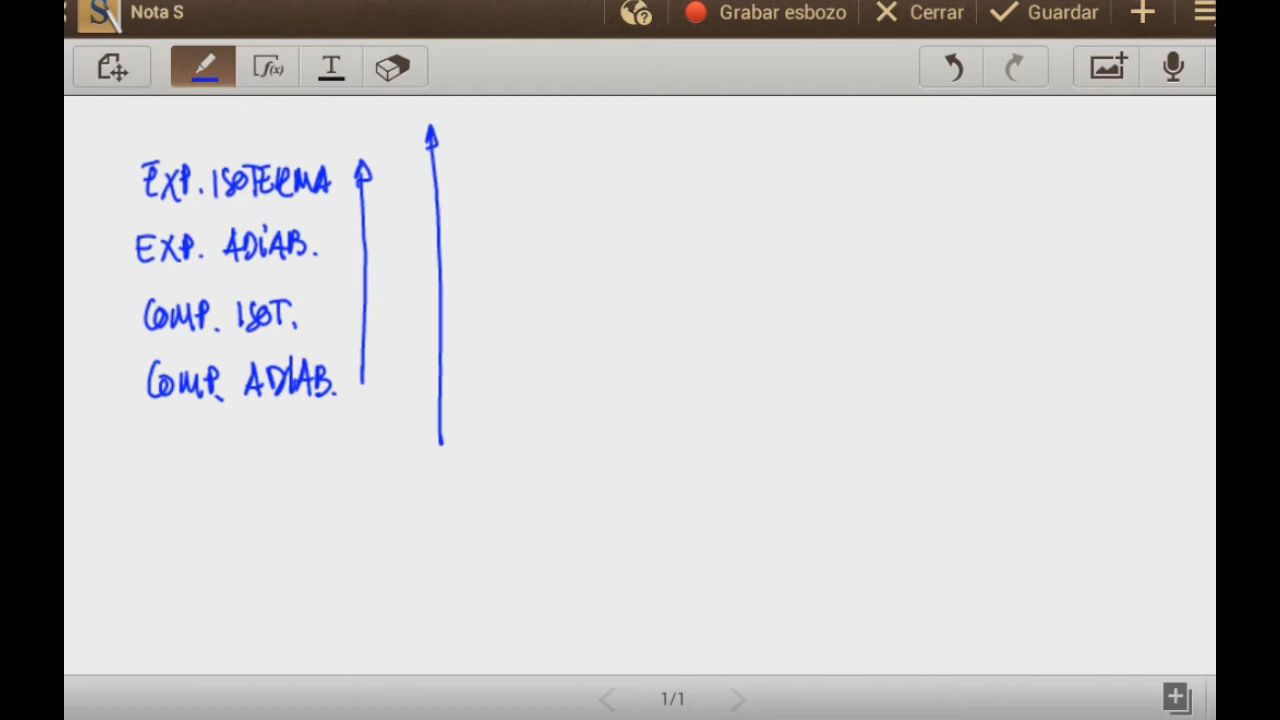 Nota S
Grabar esbozo
Cerrar
Guardar
f(x)
T
EXP. ISOTERMA
EXP. ADiAB.
COMP. ISOT.
COMP. ADIAB.
1/1